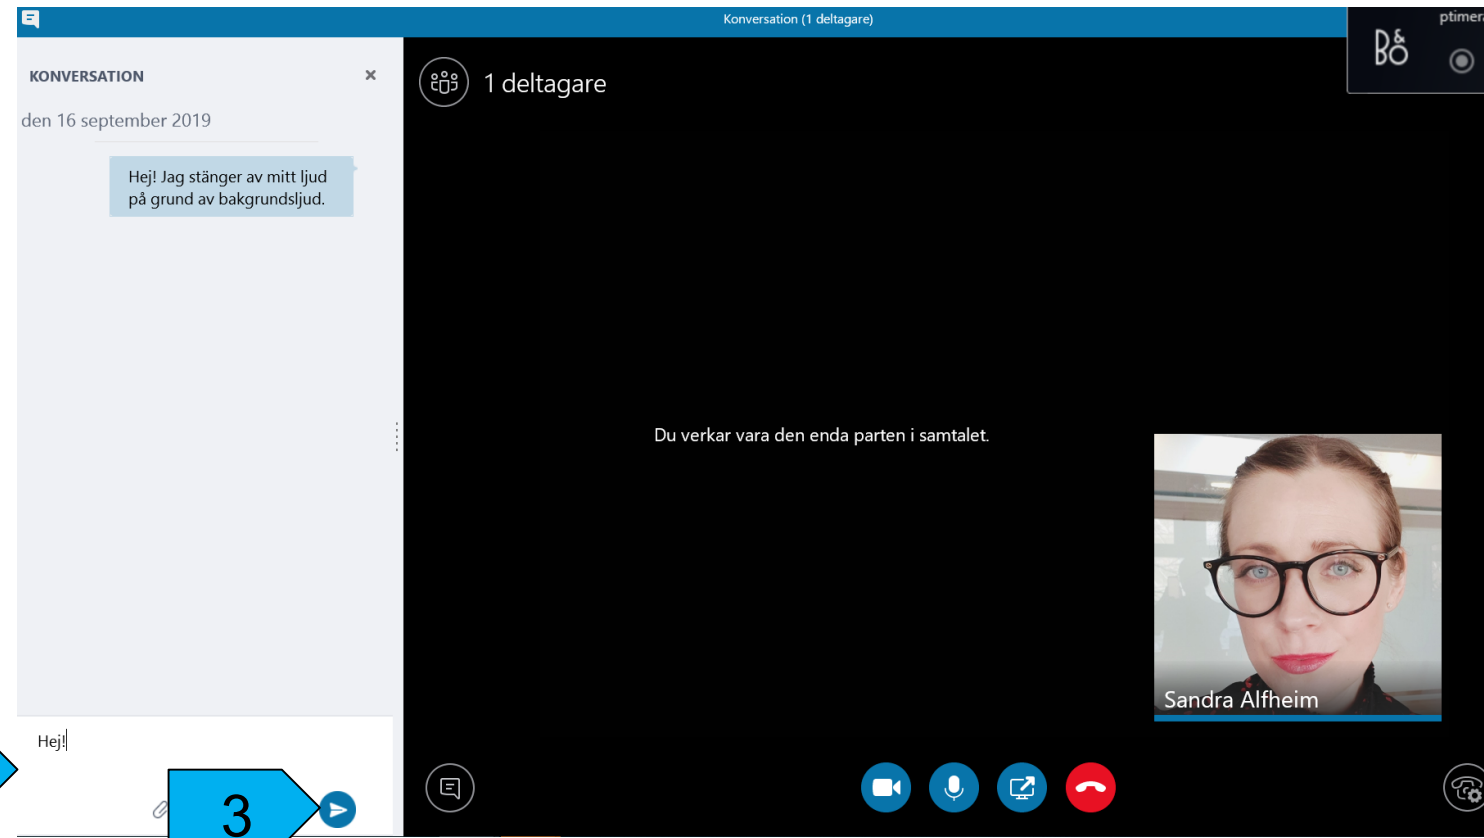 Konversation (1 deltagare)
ptimera
B&O
KONVERSATION
1 deltagare
den 16 september 2019
Hej! Jag stänger av mitt ljud
på grund av bakgrundsljud.
Du verkar vara den enda parten i samtalet.
Sandra Alfheim
Hej!
3